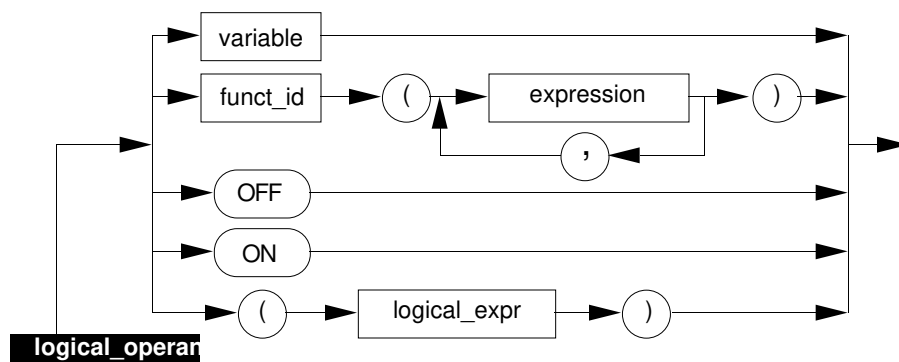 variable
funct_id ( expression )
,
OFF
ON
( logical_expr )
logical_operan